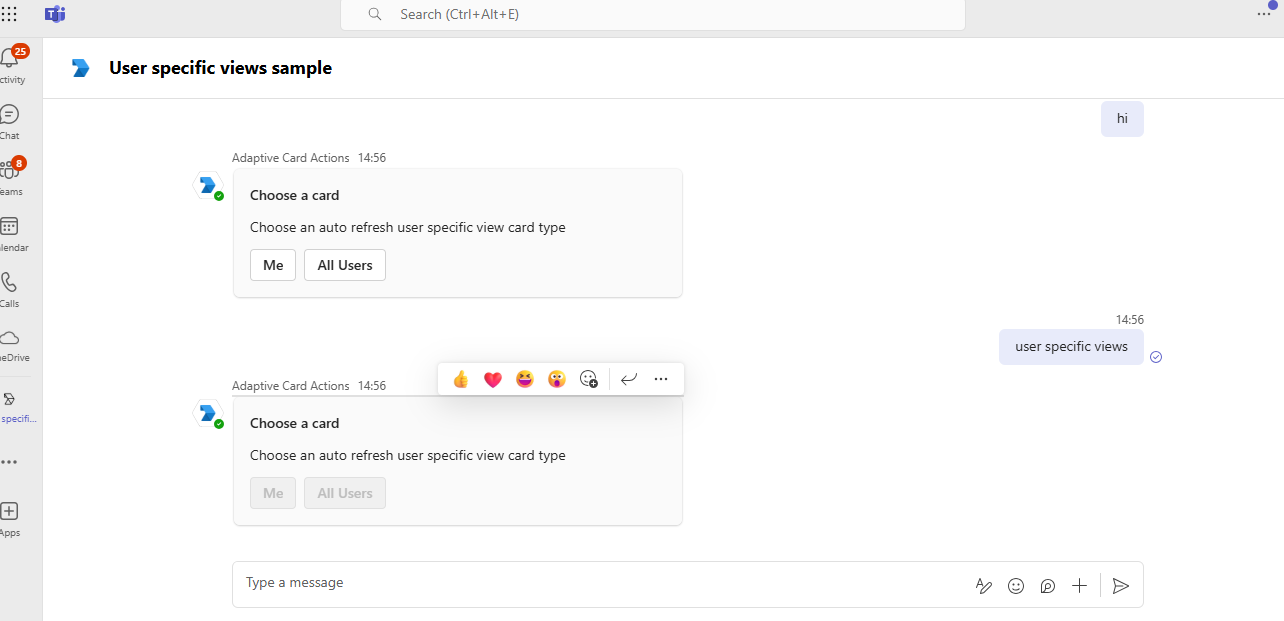 Search (Ctrl+Alt+E)
25
ctivity
Chat
8
eams
alendar
Calls
neDrive
specifi...
Apps
User specific views sample
hi
Adaptive Card Actions 14:56
Choose a card
Choose an auto refresh user specific view card type
Me All Users
14:56
user specific views
Adaptive Card Actions 14:56
Choose a card
Choose an auto refresh user specific view card type
Me All Users
Type a message